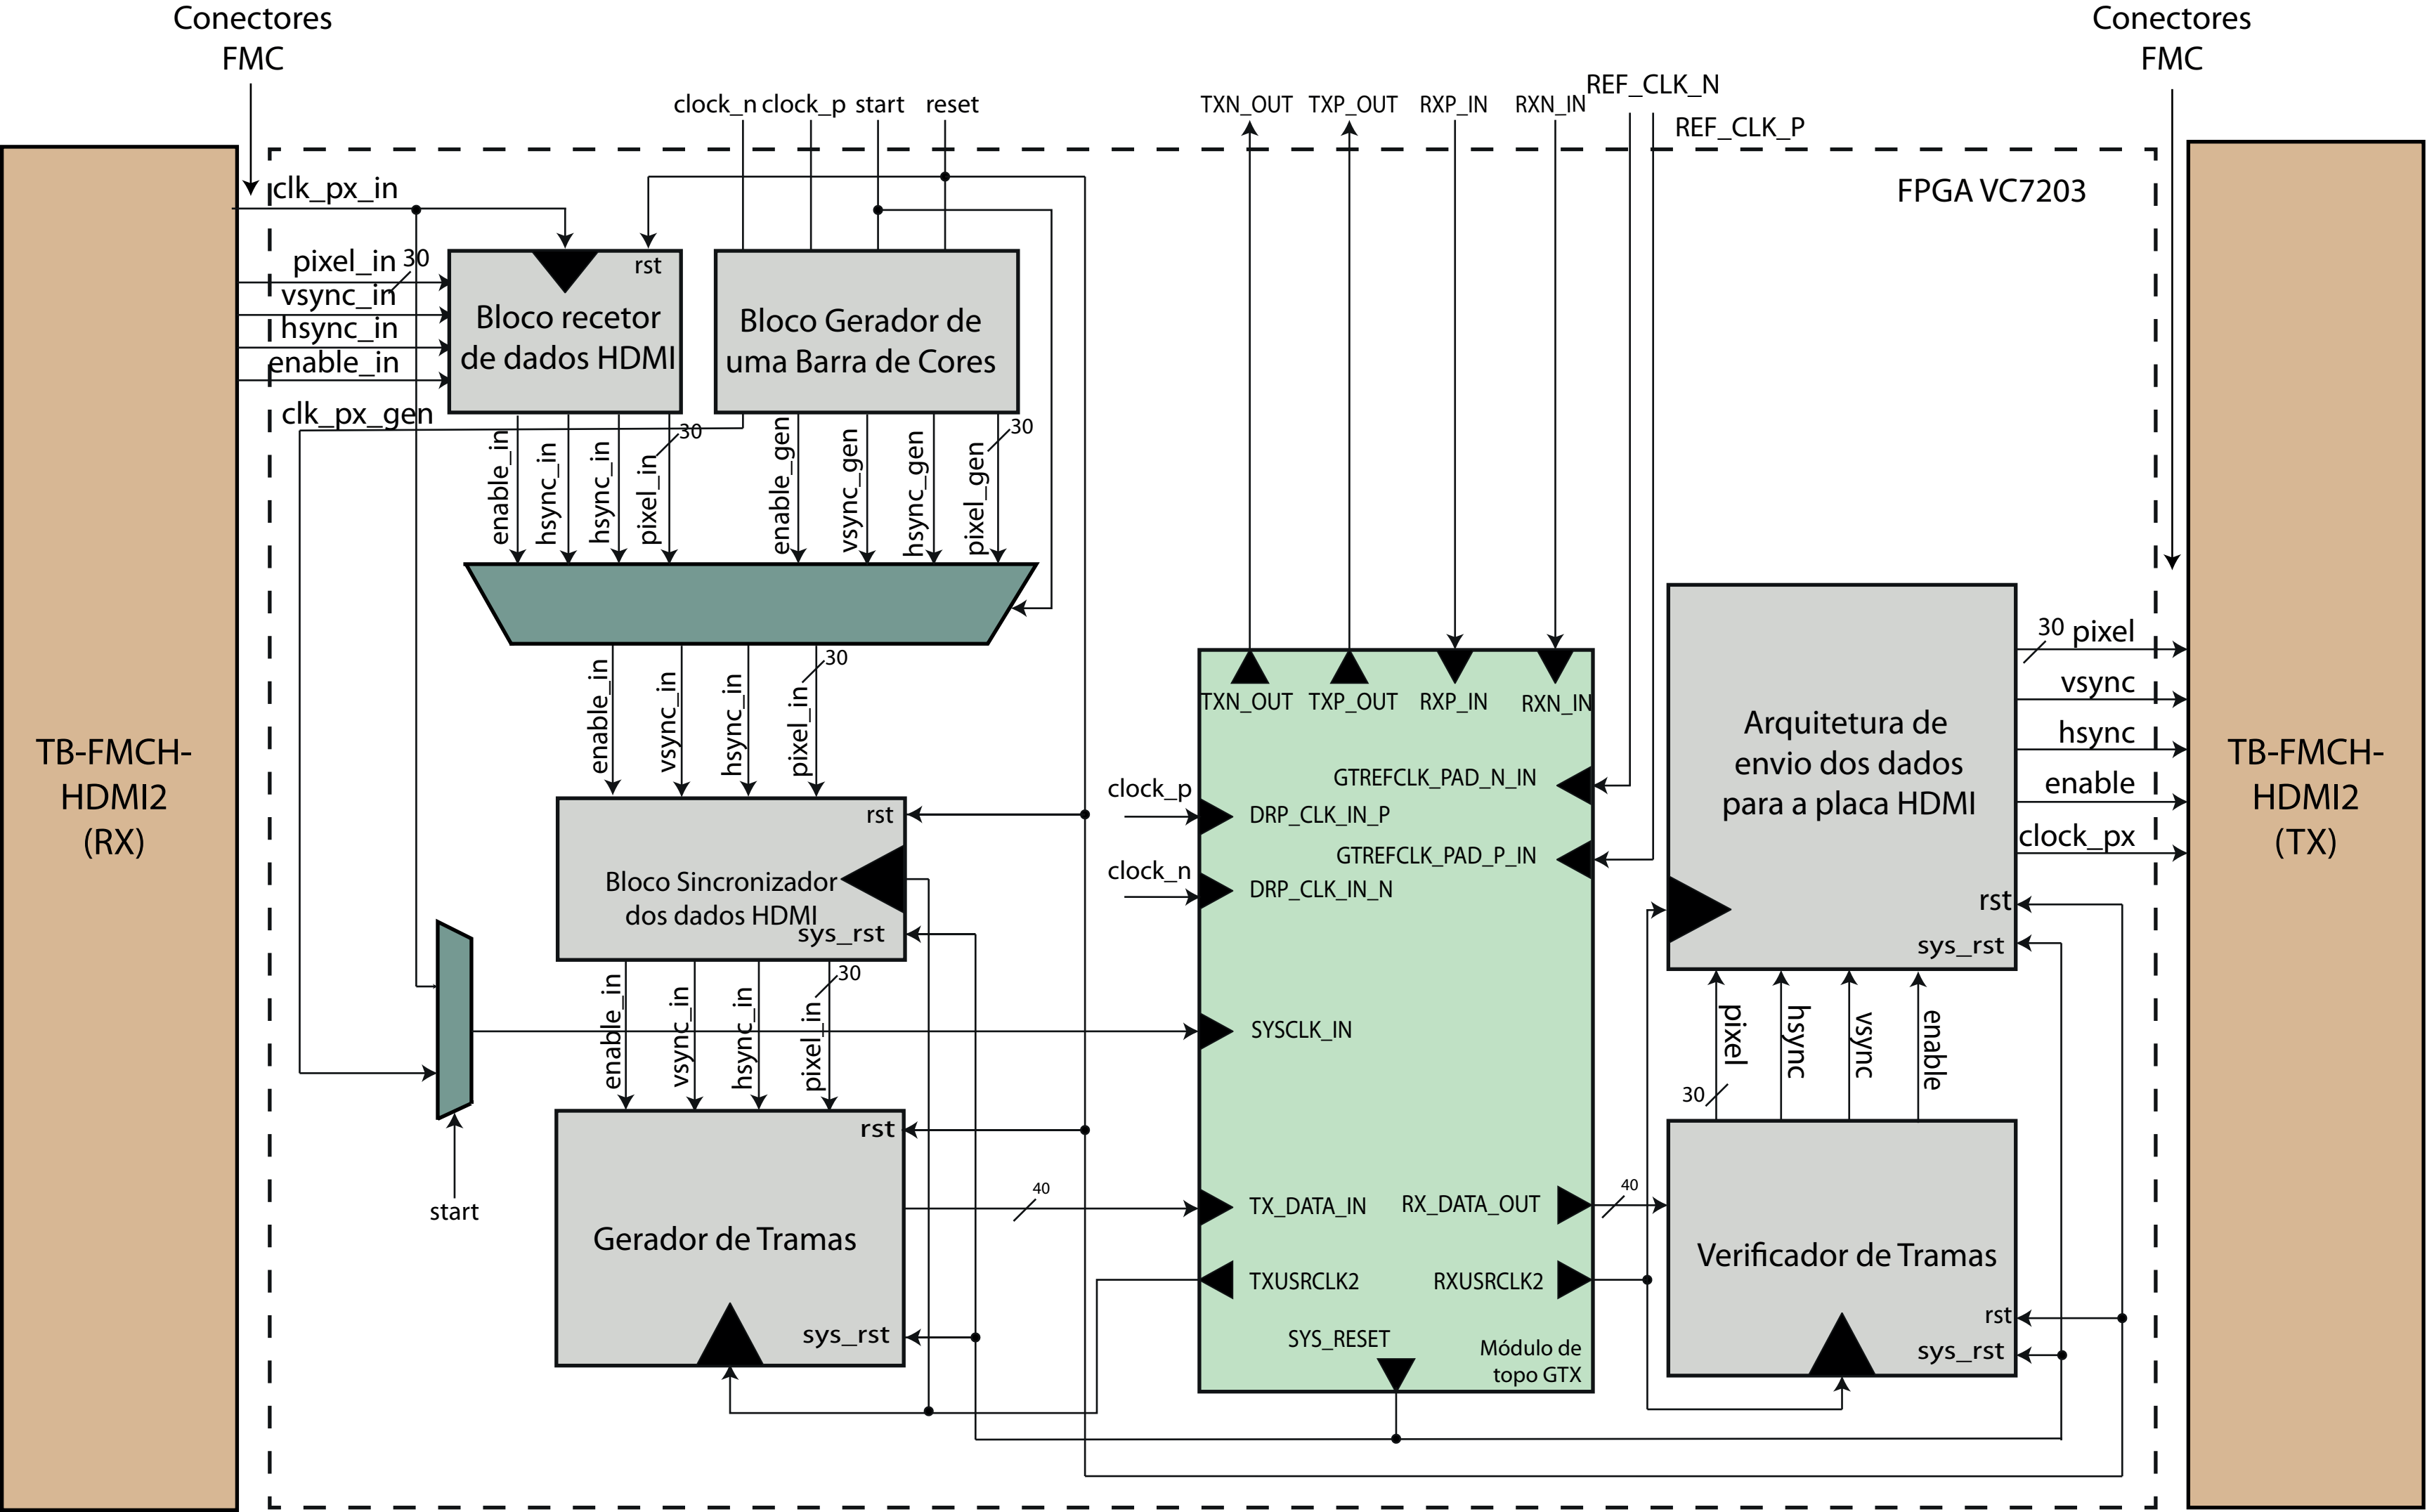 Conectores
FMC
Conectores
FMC
clock_n
clock_p
start
reset
TXN_OUT
TXP_OUT
RXP_IN
RXN_IN
REF_CLK_N
REF_CLK_P
FPGA VC7203
clk_px_in
pixel_in
30
vsync_in
hsync_in
enable_in
clk_px_gen
rst
Bloco recetor
de dados HDMI
Bloco Gerador de
uma Barra de Cores
enable_in
hsync_in
hsync_in
pixel_in
30
enable_gen
vsync_gen
hsync_gen
pixel_gen
30
enable_in
vsync_in
hsync_in
pixel_in
30
TB-FMCH-
HDMI2
(RX)
rst
Bloco Sincronizador
dos dados HDMI
sys_rst
enable_in
vsync_in
hsync_in
pixel_in
30
start
rst
Gerador de Tramas
sys_rst
40
clock_p
clock_n
TXN_OUT
TXP_OUT
RXP_IN
RXN_IN
GTREFCLK_PAD_N_IN
DRP_CLK_IN_P
GTREFCLK_PAD_P_IN
DRP_CLK_IN_N
SYSCLK_IN
TX_DATA_IN
RX_DATA_OUT
TXUSRCLK2
RXUSRCLK2
SYS_RESET
Módulo de
topo GTX
40
Arquitetura de
envio dos dados
para a placa HDMI
rst
sys_rst
30
pixel
vsync
hsync
enable
clock_px
pixel
hsync
vsync
enable
30
Verificador de Tramas
rst
sys_rst
TB-FMCH-
HDMI2
(TX)